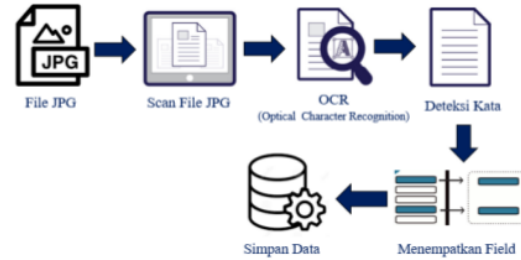 JPG
File JPG
Scan File JPG
OCR
(Optical Character Recognition)
Deteksi Kata
Simpan Data
Menempatkan Field